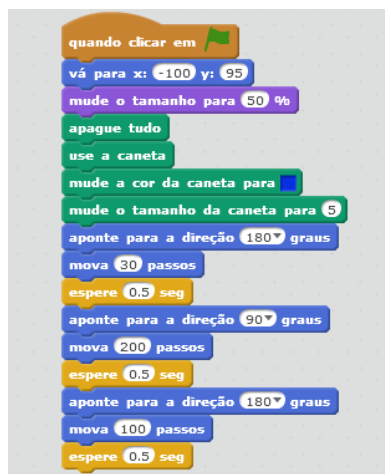 quando clicar em
vá para x: -100 y: 95
mude o tamanho para 50 %
apague tudo
use a caneta
mude a cor da caneta para
mude o tamanho da caneta para 5
aponte para a direção 180 graus
mova 30 passos
espere 0.5 seg
aponte para a direção 90 graus
mova 200 passos
espere 0.5 seg
aponte para a direção 180 graus
mova 100 passos
espere 0.5 seg